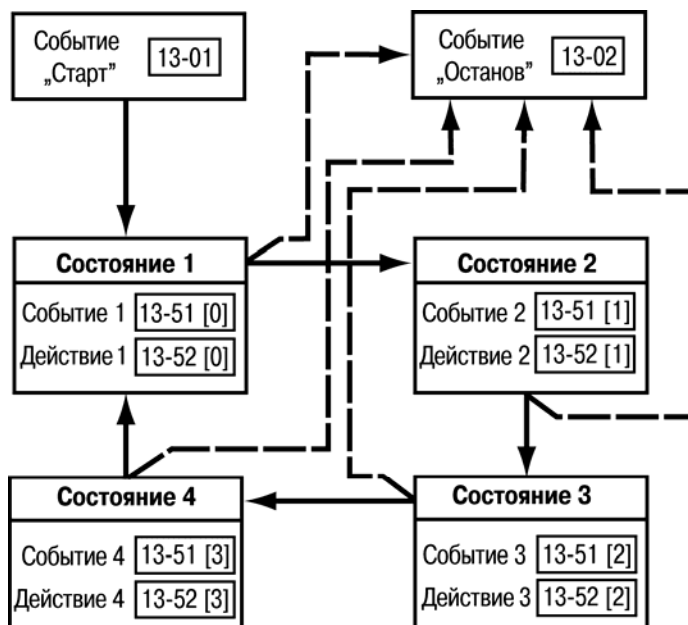 Событие
„Старт”
13-01
Событие
„Останов”
13-02
Состояние 1
Событие 1 13-51 [0]
Действие 1 13-52 [0]
Состояние 2
Событие 2 13-51 [1]
Действие 2 13-52 [1]
Состояние 4
Событие 4 13-51 [3]
Действие 4 13-52 [3]
Состояние 3
Событие 3 13-51 [2]
Действие 3 13-52 [2]